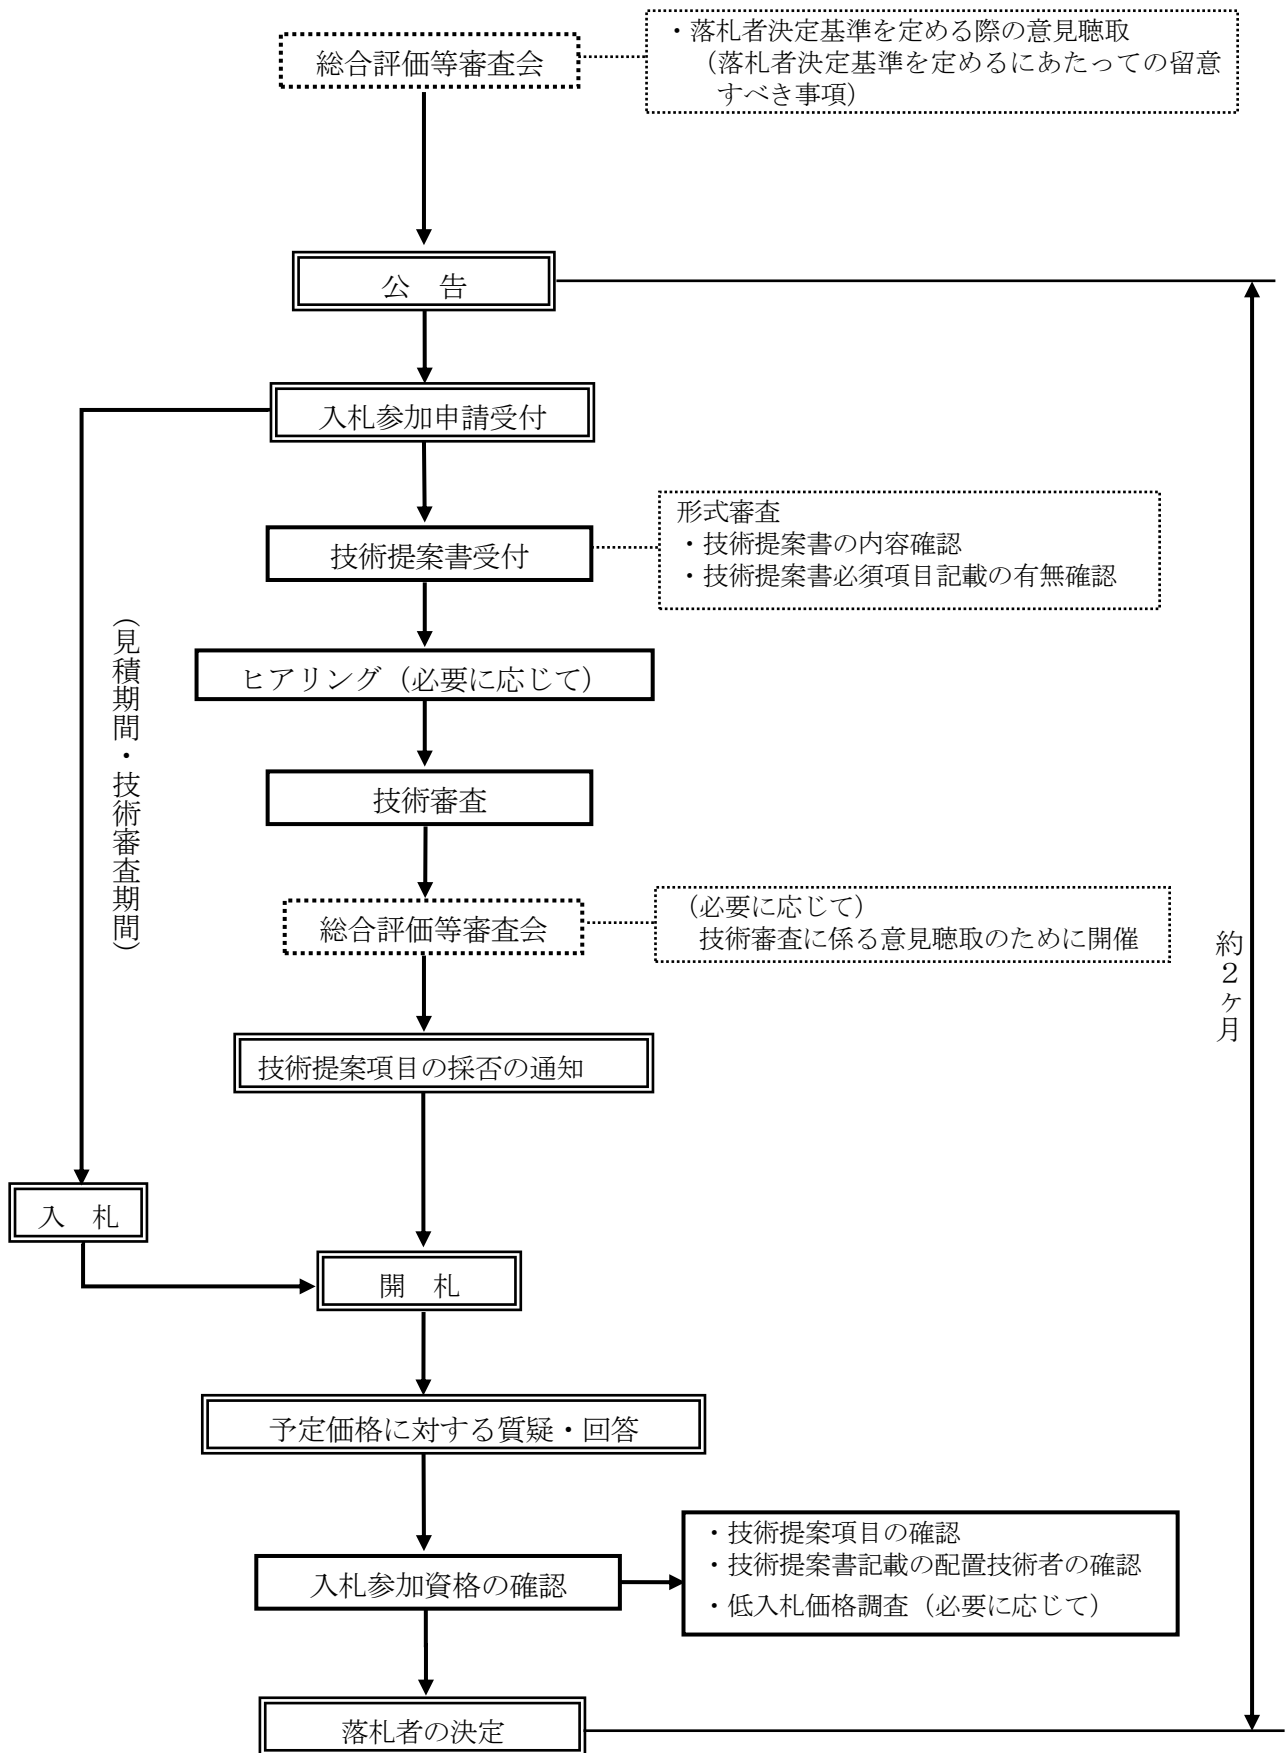 総合評価等審査会
・落札者決定基準を定める際の意見聴取
（落札者決定基準を定めるにあたっての留意
すべき事項）
公　告
入札参加申請受付
技術提案書受付
形式審査
・技術提案書の内容確認
・技術提案書必須項目記載の有無確認
ヒアリング（必要に応じて）
（見積期間・技術審査期間）
技術審査
総合評価等審査会
（必要に応じて）
技術審査に係る意見聴取のために開催
約２ヶ月
技術提案項目の採否の通知
入　札
開　札
予定価格に対する質疑・回答
入札参加資格の確認
・技術提案項目の確認
・技術提案書記載の配置技術者の確認
・低入札価格調査（必要に応じて）
落札者の決定